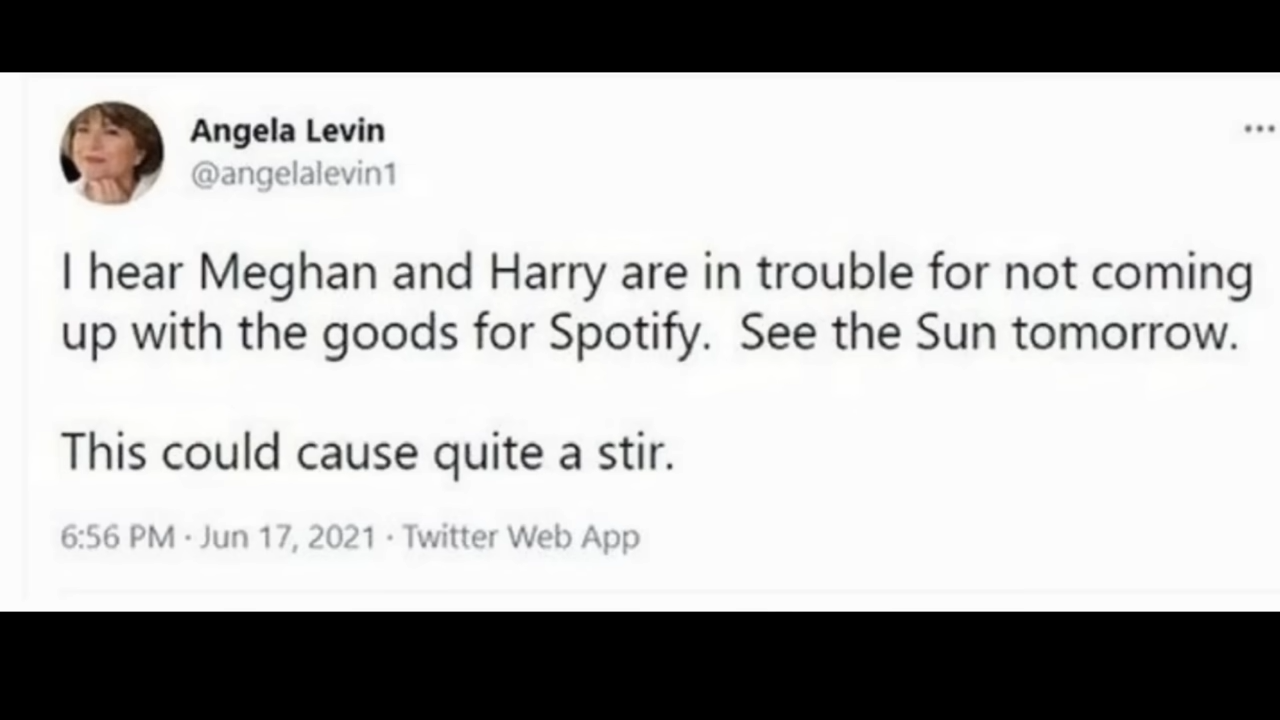 Angela Levin
@angelalevin1
I hear Meghan and Harry are in trouble for not coming
up with the goods for Spotify.  See the Sun tomorrow.
This could cause quite a stir.
6:56 PM · Jun 17, 2021 · Twitter Web App